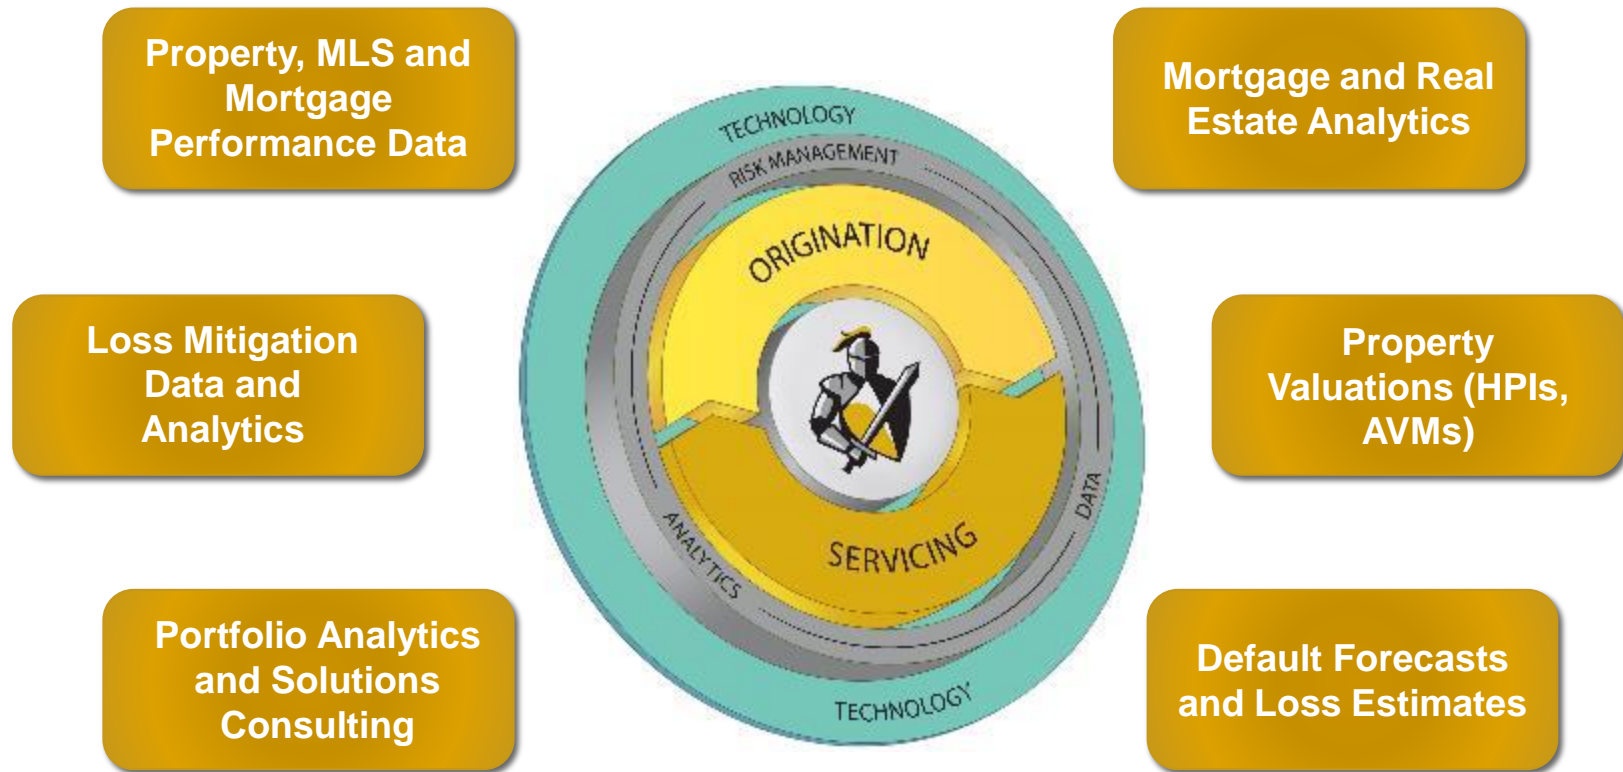 Property, MLS and
Mortgage
Performance Data
Mortgage and Real
Estate Analytics
TECHNOLOGY
RISK MANAGEMENT
ORIGINATION
Loss Mitigation
Data and
Analytics
Property
Valuations (HPIs,
AVMs)
SERVICING
ANALYTICS
DATA
TECHNOLOGY
Portfolio Analytics
and Solutions
Consulting
Default Forecasts
and Loss Estimates